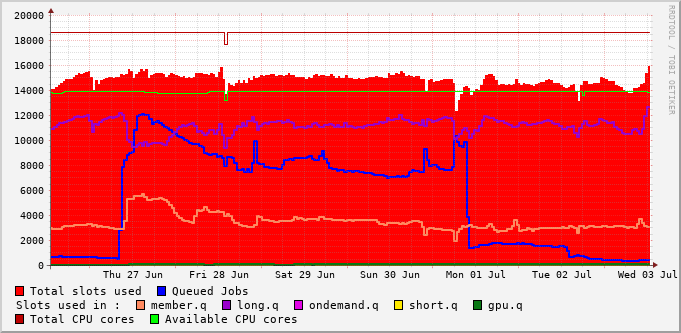 20000
18000
16000
14000
12000
10000
8000
6000
4000
2000
0
Thu 27 Jun Fri 28 Jun Sat 29 Jun Sun 30 Jun Mon 01 Jul Tue 02 Jul Wed 03 Jul
Total slots used Queued Jobs
Slots used in : member.q long.q ondemand.q short.q gpu.q
Total CPU cores Available CPU cores
RRDTOOL / TOBI OETIKER